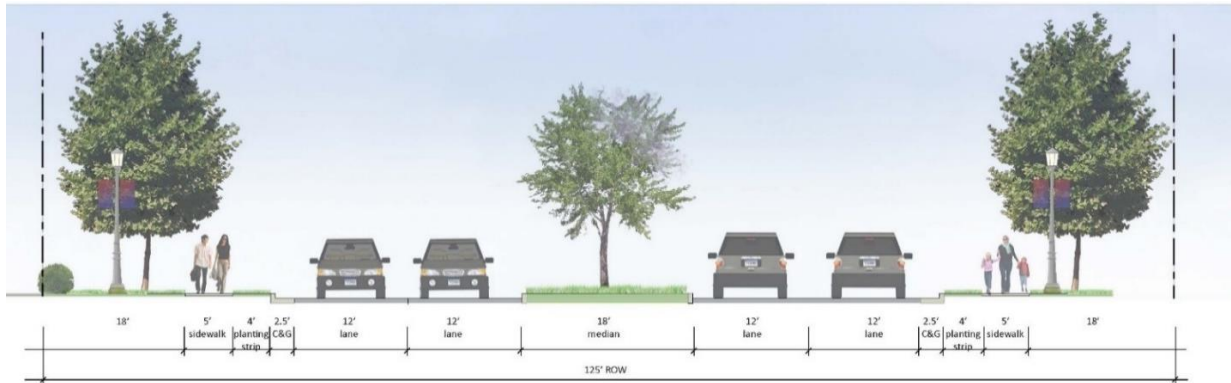 18' 5' 4' 2.5' 12' 12' 18' 12' 12' 2.5' 4' 5' 18'
sidewalk planting C&G lane lane median lane lane C&G planting sidewalk
strip strip
125' ROW